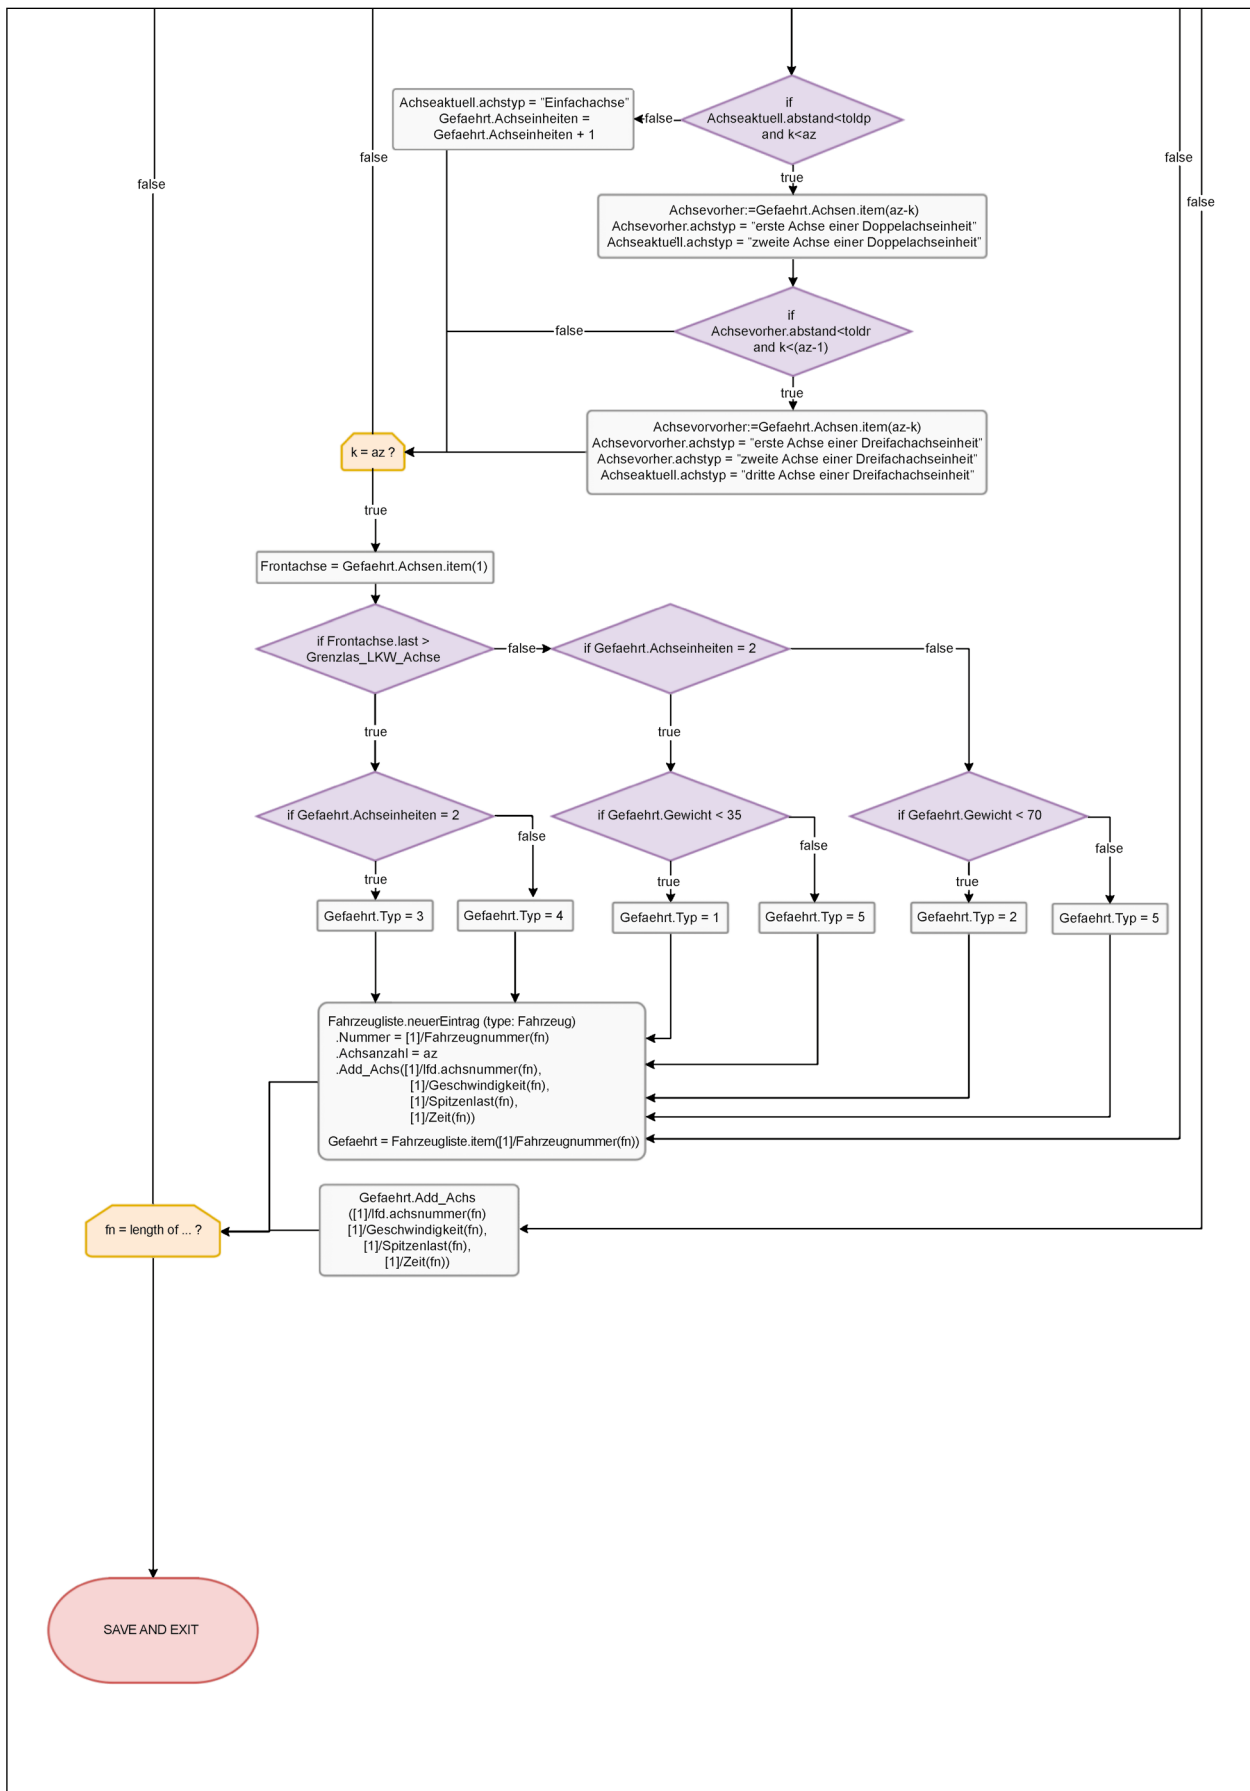 if
Achseaktuell.abstand<toldp
and k<az
Achseaktuell.achstyp = "Einfachachse"
Gefaehrt.Achseinheiten =
Gefaehrt.Achseinheiten + 1
false
false
false
false
false
true
Achsevorher:=Gefaehrt.Achsen.item(az-k)
Achsevorher.achstyp = "erste Achse einer Doppelachseinheit"
Achseaktuell.achstyp = "zweite Achse einer Doppelachseinheit"
if
Achsevorher.abstand<toldr
and k<(az-1)
false
true
Achsevorvorher:=Gefaehrt.Achsen.item(az-k)
Achsevorvorher.achstyp = "erste Achse einer Dreifachachseinheit"
Achsevorher.achstyp = "zweite Achse einer Dreifachachseinheit"
Achseaktuell.achstyp = "dritte Achse einer Dreifachachseinheit"
k = az ?
true
Frontachse = Gefaehrt.Achsen.item(1)
if Frontachse.last >
Grenzlas_LKW_Achse
false
if Gefaehrt.Achseinheiten = 2
false
true
true
if Gefaehrt.Achseinheiten = 2
if Gefaehrt.Gewicht < 35
if Gefaehrt.Gewicht < 70
false
false
false
true
true
true
Gefaehrt.Typ = 3
Gefaehrt.Typ = 4
Gefaehrt.Typ = 1
Gefaehrt.Typ = 5
Gefaehrt.Typ = 2
Gefaehrt.Typ = 5
Fahrzeugliste.neuerEintrag (type: Fahrzeug)
.Nummer = [1]/Fahrzeugnummer(fn)
.Achsanzahl = az
.Add_Achs([1]/lfd.achsnummer(fn),
[1]/Geschwindigkeit(fn),
[1]/Spitzenlast(fn),
[1]/Zeit(fn))
Gefaehrt = Fahrzeugliste.item([1]/Fahrzeugnummer(fn))
Gefaehrt.Add_Achs
([1]/lfd.achsnummer(fn)
[1]/Geschwindigkeit(fn),
[1]/Spitzenlast(fn),
[1]/Zeit(fn))
fn = length of ... ?
SAVE AND EXIT